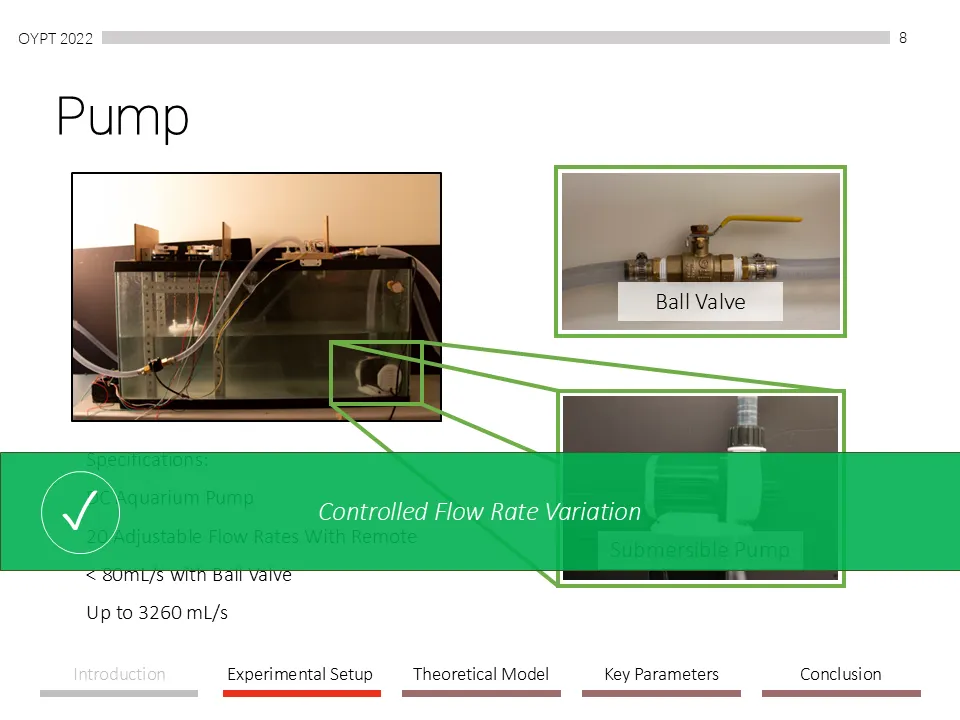 OYPT 2022
8
Pump
Ball Valve
Specifications:
DC Aquarium Pump
20 Adjustable Flow Rates With Remote
Controlled Flow Rate Variation
Submersible Pump
< 80mL/s with Ball Valve
Up to 3260 mL/s
Introduction
Experimental Setup
Theoretical Model
Key Parameters
Conclusion